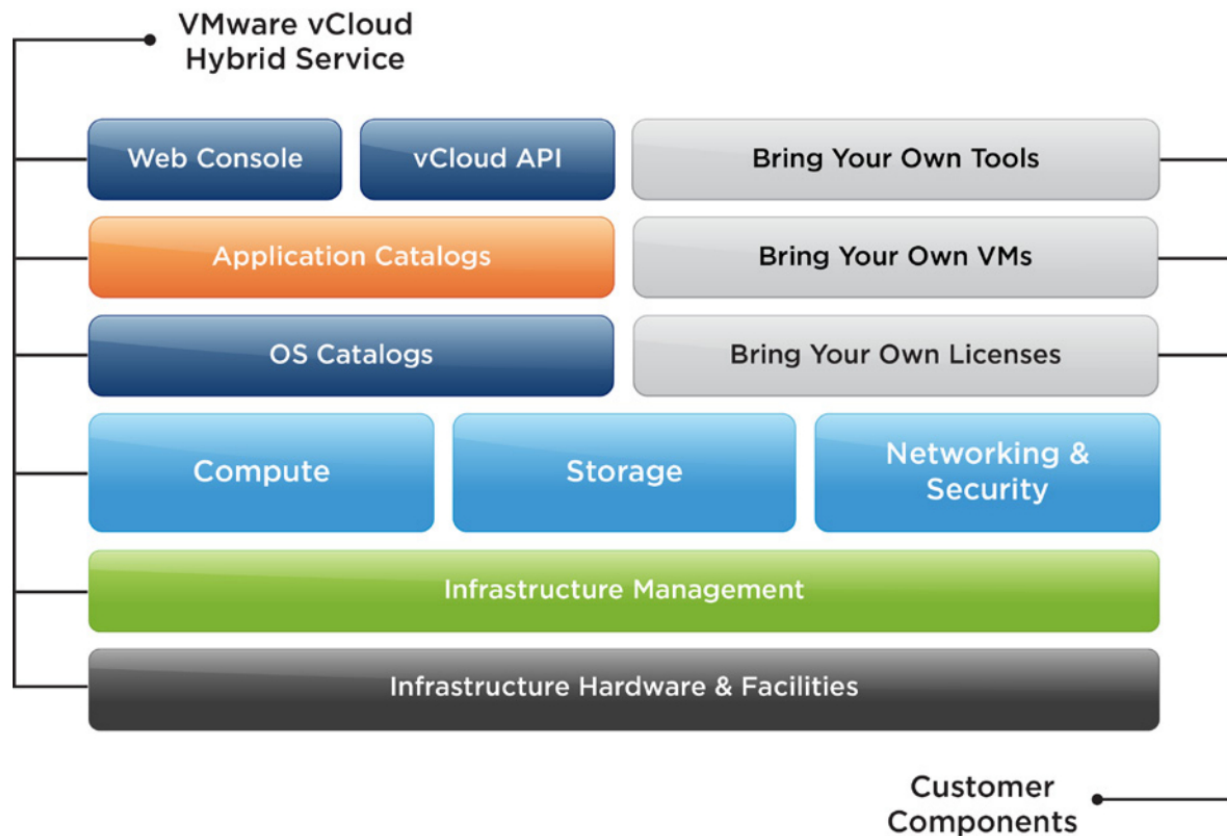 VMware vCloud
Hybrid Service
Web Console
vCloud API
Bring Your Own Tools
Application Catalogs
Bring Your Own VMs
OS Catalogs
Bring Your Own Licenses
Compute
Storage
Networking &
Security
Infrastructure Management
Infrastructure Hardware & Facilities
Customer
Components